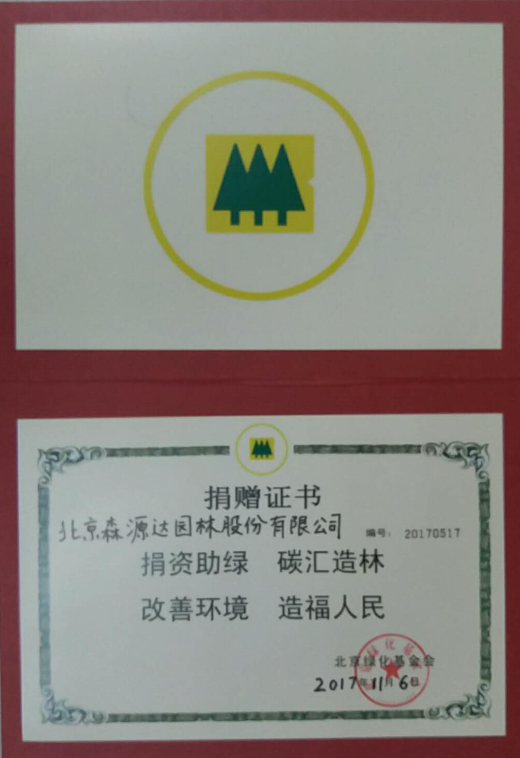 捐赠证书
北京森源达园林股份有限公司 编号: 20170517
捐资助绿 碳汇造林
改善环境 造福人民
北京绿化基金会
2017年11月6日